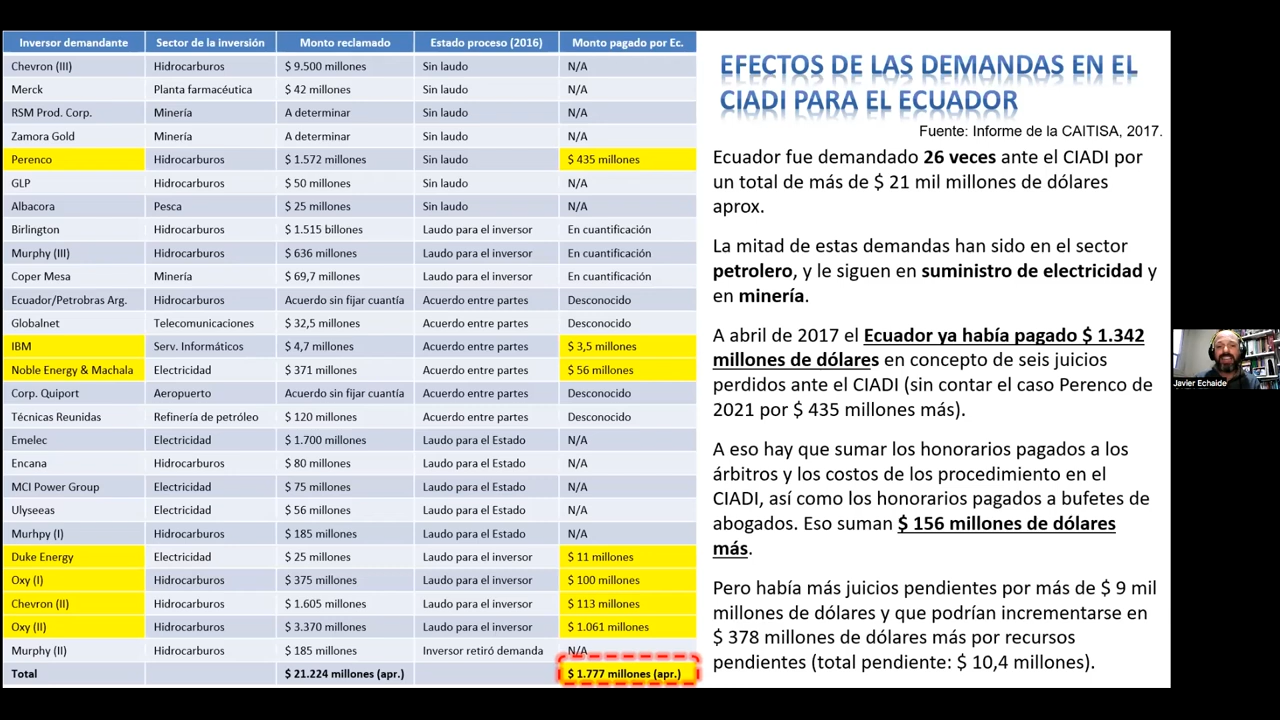 Inversor demandante Sector de la inversión Monto reclamado Estado proceso (2016) Monto pagado por Ec.
Chevron (III) Hidrocarburos $ 9.500 millones Sin laudo N/A
Merck Planta farmacéutica $ 42 millones Sin laudo N/A
RSM Prod. Corp. Minería A determinar Sin laudo N/A
Zamora Gold Minería A determinar Sin laudo N/A
Perenco Hidrocarburos $ 1.572 millones Sin laudo $ 435 millones
GLP Hidrocarburos $ 50 millones Sin laudo N/A
Albacora Pesca $ 25 millones Sin laudo N/A
Birlington Hidrocarburos $ 1.515 billones Laudo para el inversor En cuantificación
Murphy (III) Hidrocarburos $ 636 millones Laudo para el inversor En cuantificación
Coper Mesa Minería $ 69,7 millones Laudo para el inversor En cuantificación
Ecuador/Petrobras Arg. Hidrocarburos Acuerdo sin fijar cuantía Acuerdo entre partes Desconocido
Globalnet Telecomunicaciones $ 32,5 millones Acuerdo entre partes Desconocido
IBM Serv. Informáticos $ 4,7 millones Acuerdo entre partes $ 3,5 millones
Noble Energy & Machala Electricidad $ 371 millones Acuerdo entre partes $ 56 millones
Corp. Quiport Aeropuerto Acuerdo sin fijar cuantía Acuerdo entre partes Desconocido
Técnicas Reunidas Refinería de petróleo $ 120 millones Acuerdo entre partes Desconocido
Emelec Electricidad $ 1.700 millones Laudo para el Estado N/A
Encana Hidrocarburos $ 80 millones Laudo para el Estado N/A
MCI Power Group Electricidad $ 75 millones Laudo para el Estado N/A
Ulyseeas Electricidad $ 56 millones Laudo para el Estado N/A
Murhpy (I) Hidrocarburos $ 185 millones Laudo para el Estado N/A
Duke Energy Electricidad $ 25 millones Laudo para el inversor $ 11 millones
Oxy (I) Hidrocarburos $ 375 millones Laudo para el inversor $ 100 millones
Chevron (II) Hidrocarburos $ 1.605 millones Laudo para el inversor $ 113 millones
Oxy (II) Hidrocarburos $ 3.370 millones Laudo para el inversor $ 1.061 millones
Murphy (II) Hidrocarburos $ 185 millones Inversor retiró demanda N/A
Total $ 21.224 millones (apr.) $ 1.777 millones (apr.)
EFECTOS DE LAS DEMANDAS EN EL
CIADI PARA EL ECUADOR
Fuente: Informe de la CAITISA, 2017.
Ecuador fue demandado 26 veces ante el CIADI por
un total de más de $ 21 mil millones de dólares
aprox.
La mitad de estas demandas han sido en el sector
petrolero, y le siguen en suministro de electricidad y
en minería.
A abril de 2017 el Ecuador ya había pagado $ 1.342
millones de dólares en concepto de seis juicios
perdidos ante el CIADI (sin contar el caso Perenco de
2021 por $ 435 millones más).
A eso hay que sumar los honorarios pagados a los
árbitros y los costos de los procedimiento en el
CIADI, así como los honorarios pagados a bufetes de
abogados. Eso suman $ 156 millones de dólares
más.
Pero había más juicios pendientes por más de $ 9 mil
millones de dólares y que podrían incrementarse en
$ 378 millones de dólares más por recursos
pendientes (total pendiente: $ 10,4 millones).
Javier Echaide